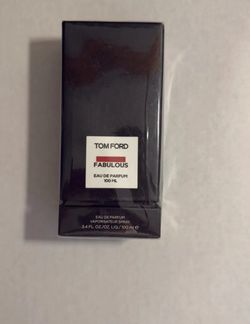 TOM FORD
FABULOUS
EAU DE PARFUM
100 ML
EAU DE PARFUM
VAPORISATEUR SPRAY
3.4 FL.OZ./OZ. LIQ./100 ml e